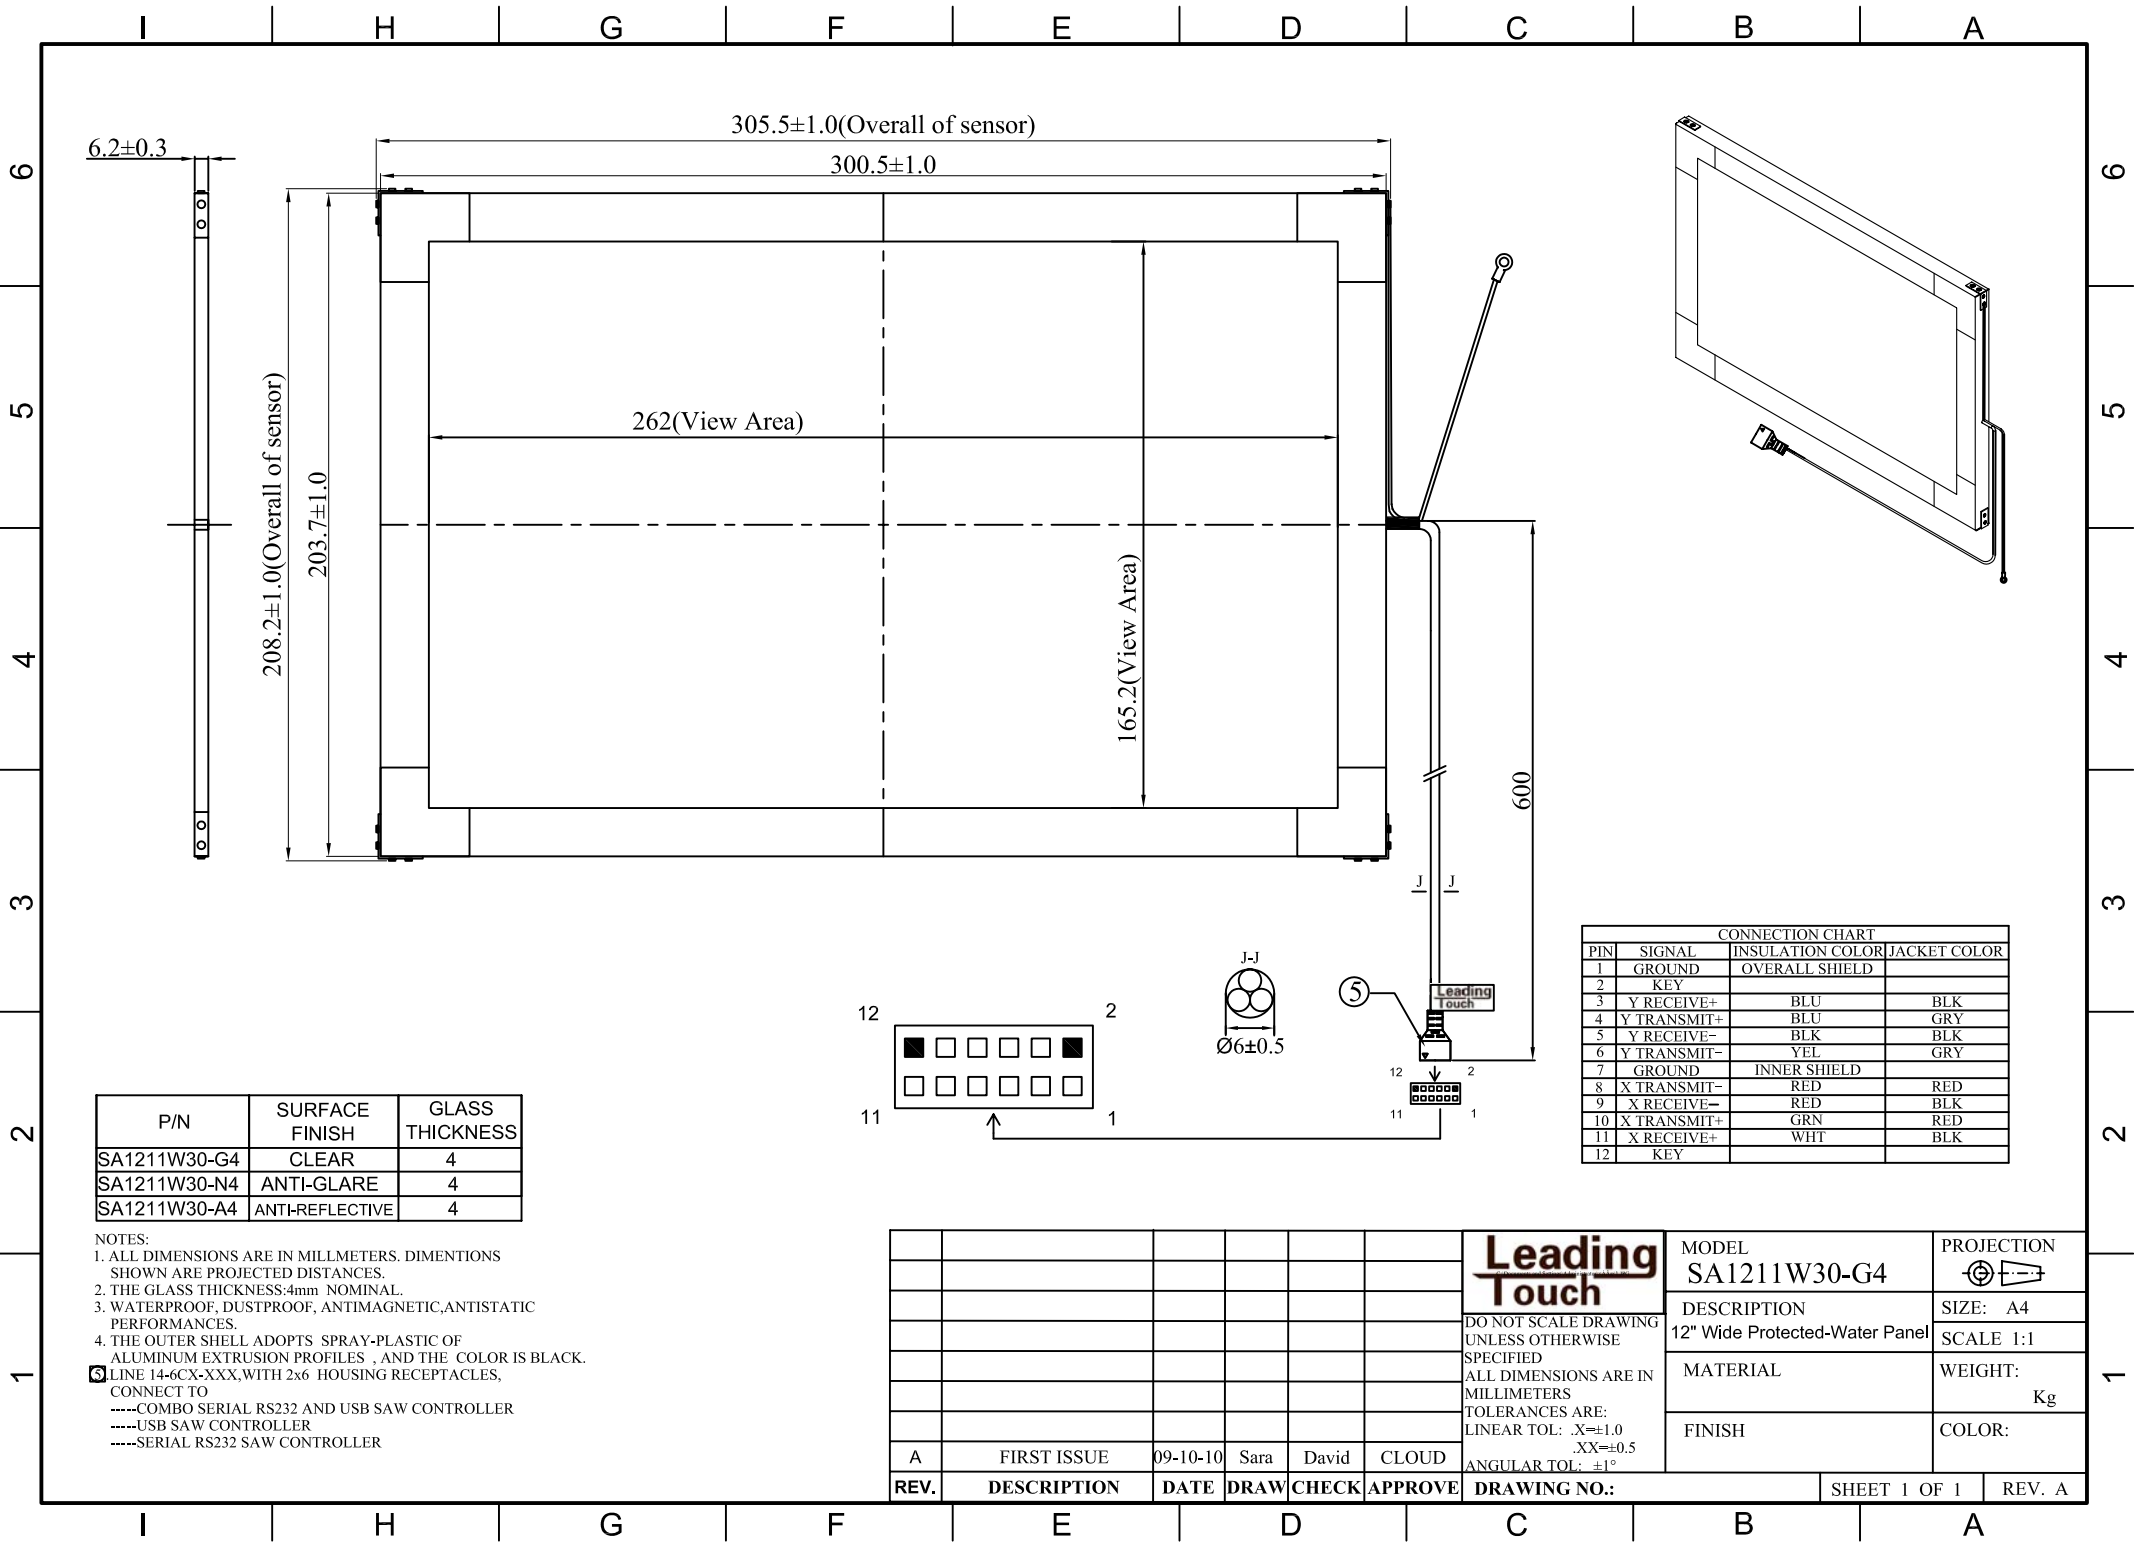 I H G F E D C B A
6
5
4
3
2
1
6
5
4
3
2
1
305.5±1.0(Overall of sensor)
300.5±1.0
6.2±0.3
208.2±1.0(Overall of sensor)
203.7±1.0
262(View Area)
165.2(View Area)
600
J J
J-J
Ø6±0.5
5
Leading
Touch
12 2
11 1
12 2
11 1
CONNECTION CHART
PIN SIGNAL INSULATION COLOR JACKET COLOR
1 GROUND OVERALL SHIELD
2 KEY
3 Y RECEIVE+ BLU BLK
4 Y TRANSMIT+ BLU GRY
5 Y RECEIVE- BLK BLK
6 Y TRANSMIT- YEL GRY
7 GROUND INNER SHIELD
8 X TRANSMIT- RED RED
9 X RECEIVE- RED BLK
10 X TRANSMIT+ GRN RED
11 X RECEIVE+ WHT BLK
12 KEY
P/N SURFACE FINISH GLASS THICKNESS
SA1211W30-G4 CLEAR 4
SA1211W30-N4 ANTI-GLARE 4
SA1211W30-A4 ANTI-REFLECTIVE 4
NOTES:
1. ALL DIMENSIONS ARE IN MILLMETERS. DIMENTIONS
SHOWN ARE PROJECTED DISTANCES.
2. THE GLASS THICKNESS:4mm NOMINAL.
3. WATERPROOF, DUSTPROOF, ANTIMAGNETIC,ANTISTATIC
PERFORMANCES.
4. THE OUTER SHELL ADOPTS SPRAY-PLASTIC OF
ALUMINUM EXTRUSION PROFILES , AND THE COLOR IS BLACK.
5.LINE 14-6CX-XXX,WITH 2x6 HOUSING RECEPTACLES,
CONNECT TO
-----COMBO SERIAL RS232 AND USB SAW CONTROLLER
-----USB SAW CONTROLLER
-----SERIAL RS232 SAW CONTROLLER
A FIRST ISSUE 09-10-10 Sara David CLOUD
REV. DESCRIPTION DATE DRAW CHECK APPROVE
Leading
Touch
DO NOT SCALE DRAWING
UNLESS OTHERWISE
SPECIFIED
ALL DIMENSIONS ARE IN
MILLIMETERS
TOLERANCES ARE:
LINEAR TOL: .X=±1.0
.XX=±0.5
ANGULAR TOL: ±1°
DRAWING NO.:
MODEL
SA1211W30-G4
DESCRIPTION
12" Wide Protected-Water Panel
MATERIAL
FINISH
PROJECTION
SIZE: A4
SCALE 1:1
WEIGHT:
Kg
COLOR:
SHEET 1 OF 1
REV. A
I H G F E D C B A